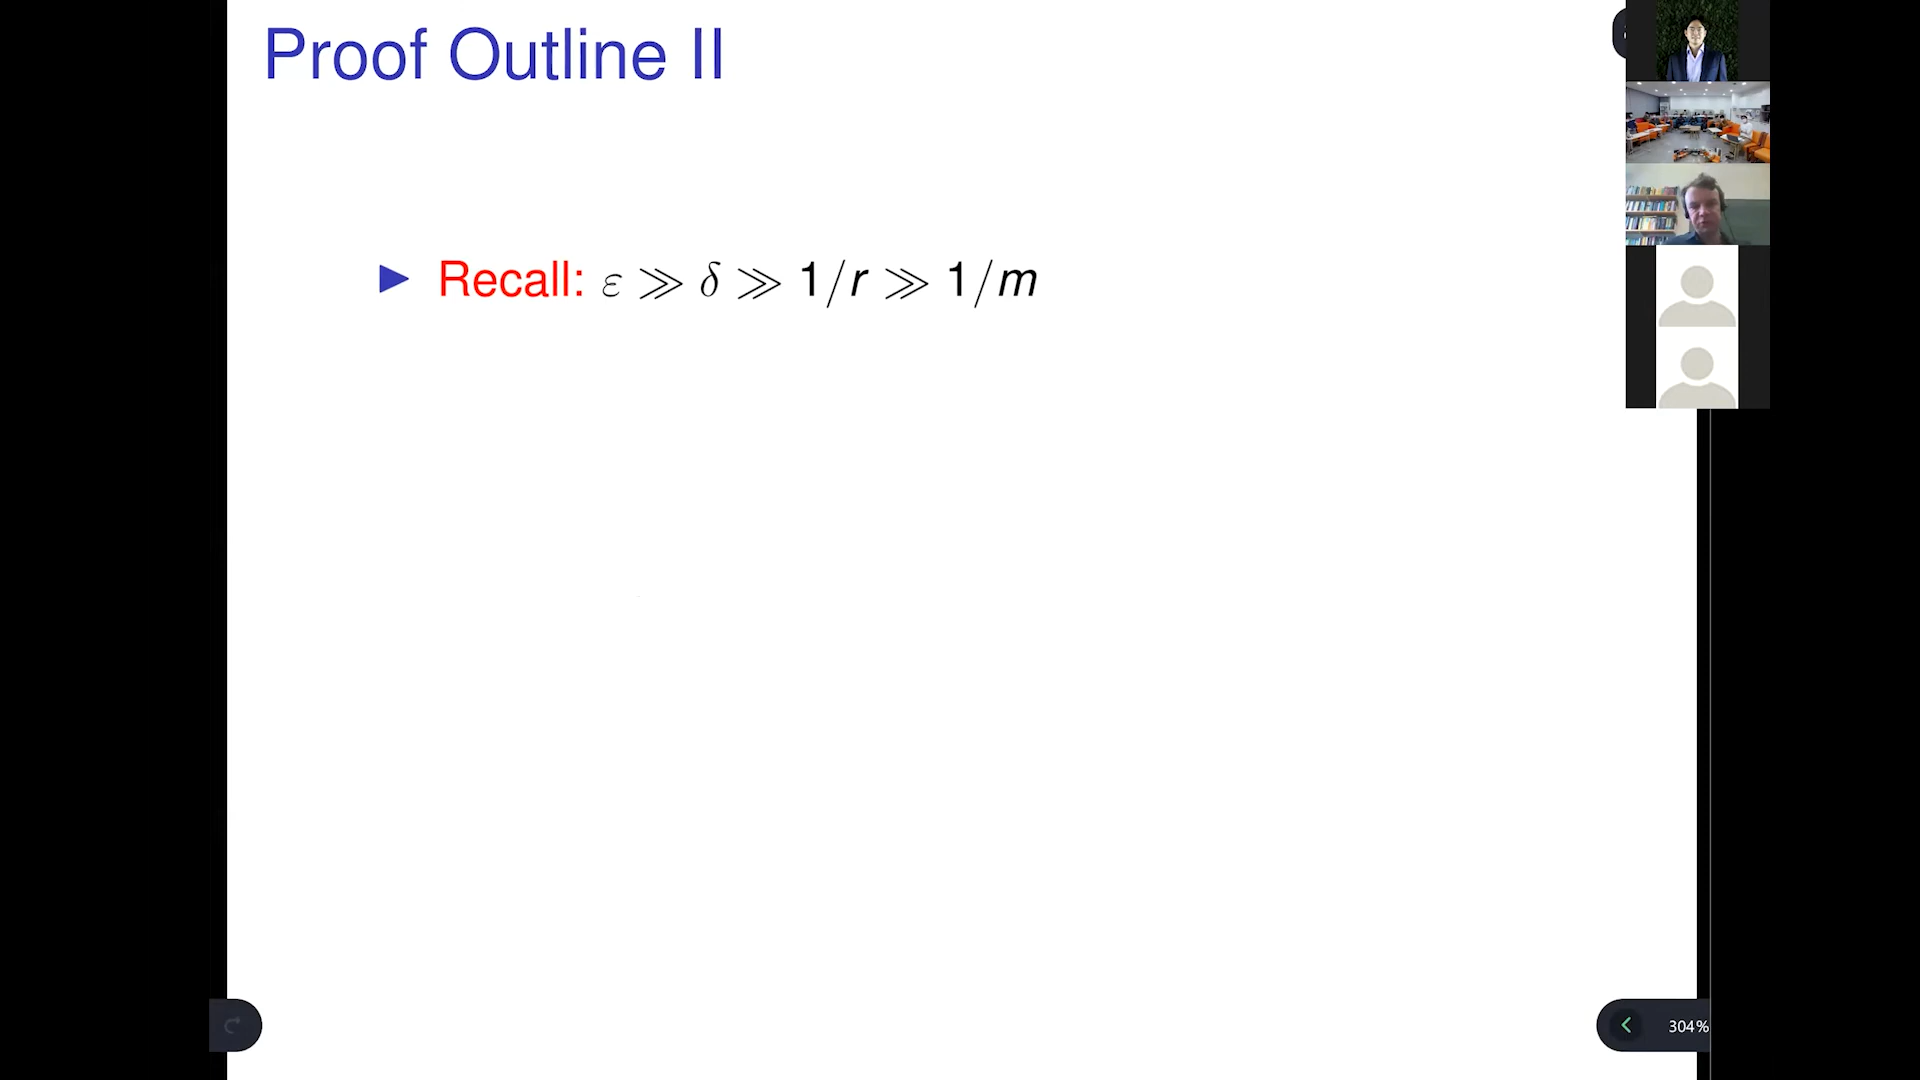 Proof Outline II
▶ Recall: ε ≫ δ ≫ 1/r ≫ 1/m
304%